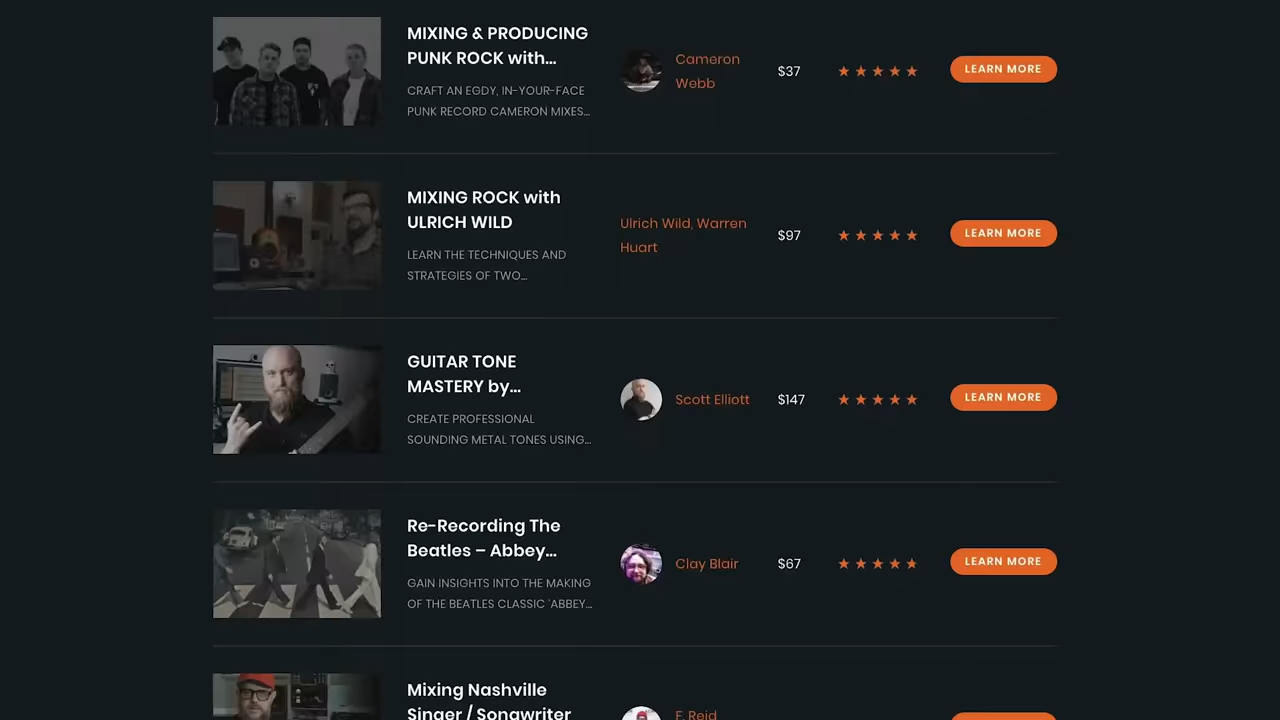 MIXING & PRODUCING
PUNK ROCK with...
CRAFT AN EGDY, IN-YOUR-FACE
PUNK RECORD CAMERON MIXES...
Cameron
Webb
$37
LEARN MORE
MIXING ROCK with
ULRICH WILD
LEARN THE TECHNIQUES AND
STRATEGIES OF TWO...
Ulrich Wild, Warren
Huart
$97
LEARN MORE
GUITAR TONE
MASTERY by...
CREATE PROFESSIONAL
SOUNDING METAL TONES USING...
Scott Elliott
$147
LEARN MORE
Re-Recording The
Beatles – Abbey...
GAIN INSIGHTS INTO THE MAKING
OF THE BEATLES CLASSIC 'ABBEY...
Clay Blair
$67
LEARN MORE
Mixing Nashville
Singer / Songwriter
F. Reid